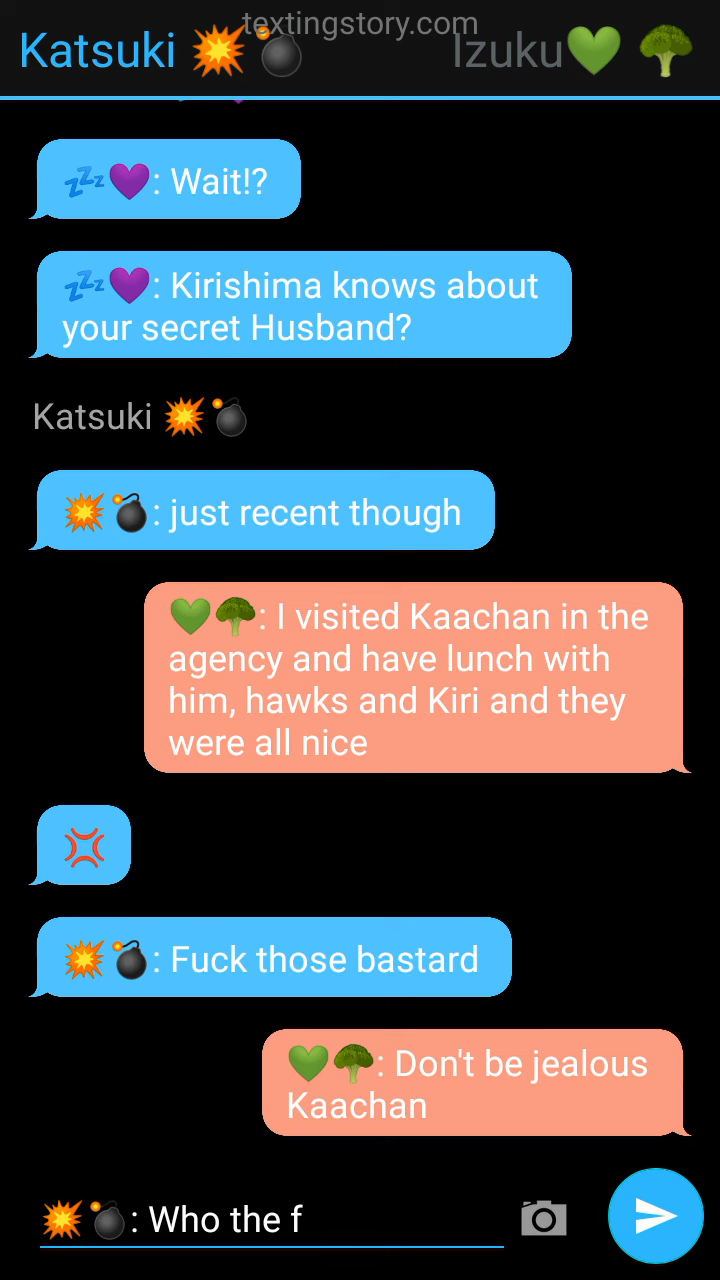 textingstory.com
Katsuki 💥💣 Izuku💚🥦
💤💜: Wait!?
💤💜: Kirishima knows about
your secret Husband?
Katsuki 💥💣
💥💣: just recent though
💚🥦: I visited Kaachan in the
agency and have lunch with
him, hawks and Kiri and they
were all nice
💢
💥💣: Fuck those bastard
💚🥦: Don't be jealous
Kaachan
💥💣: Who the f